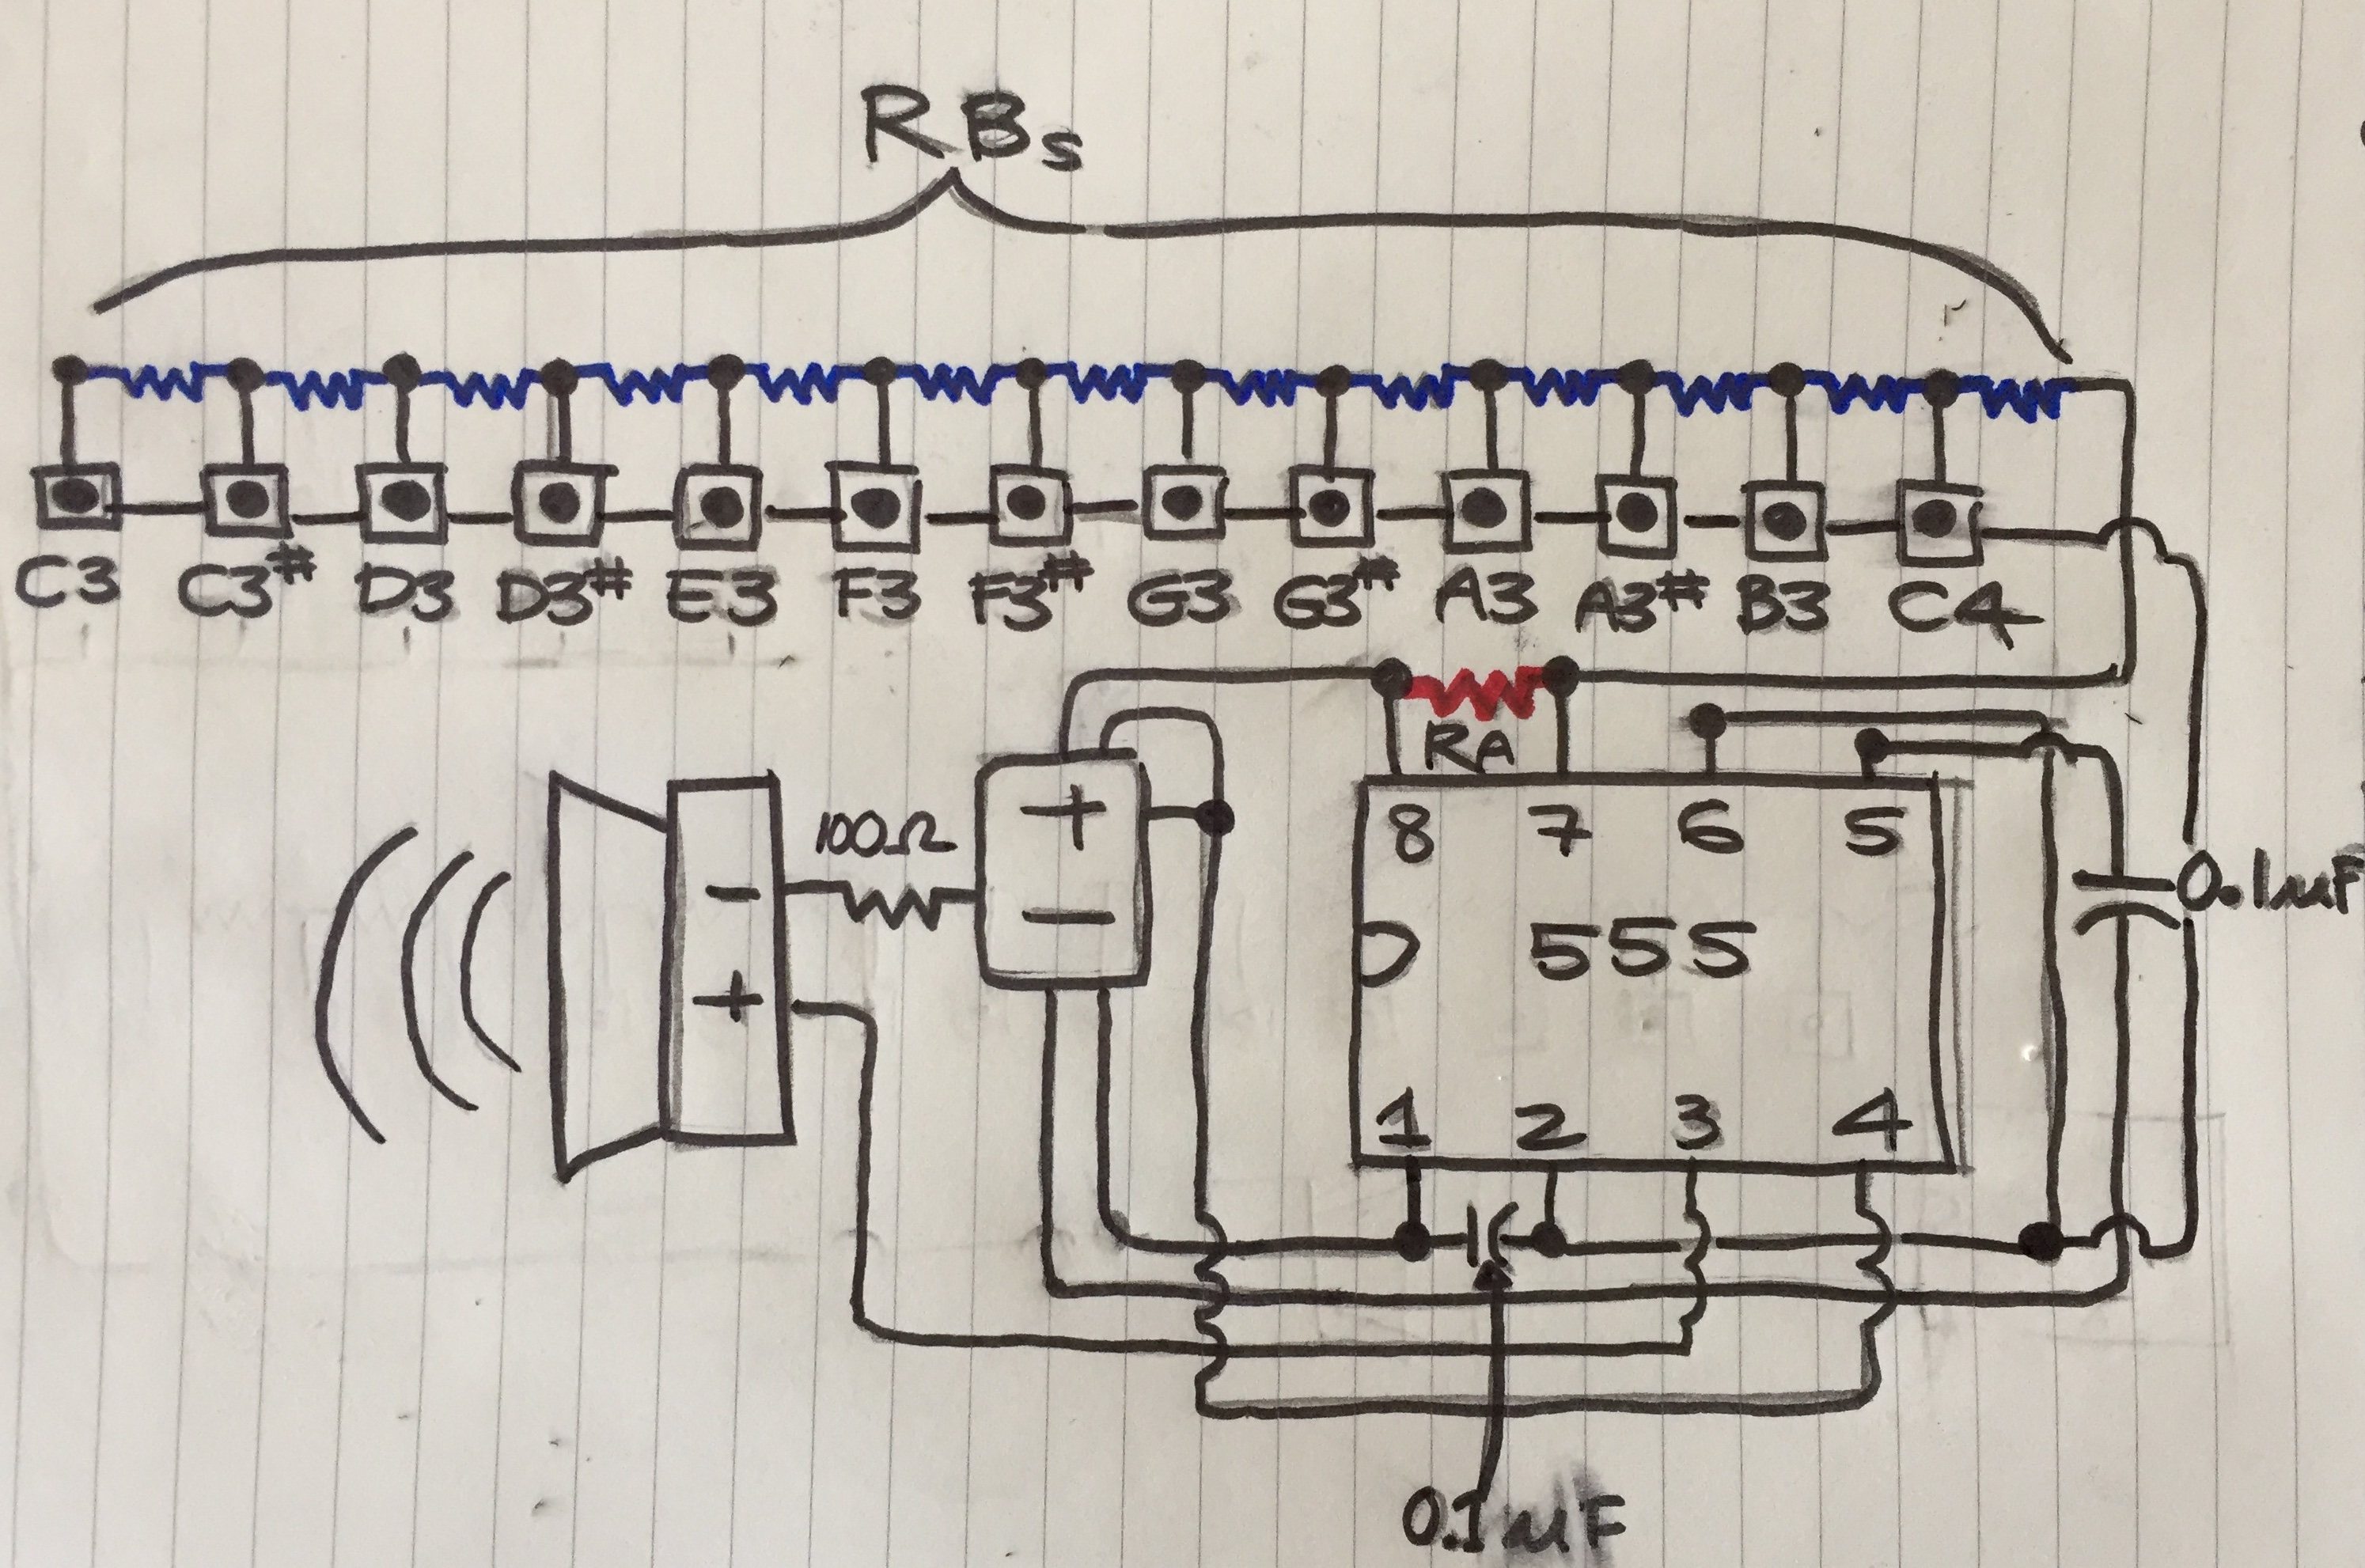 RBs
C3 C3# D3 D3# E3 F3 F3# G3 G3# A3 A3# B3 C4
RA
100Ω + 8 7 6 5
- 0.1uF
- 555
+
1 2 3 4
0.1uF